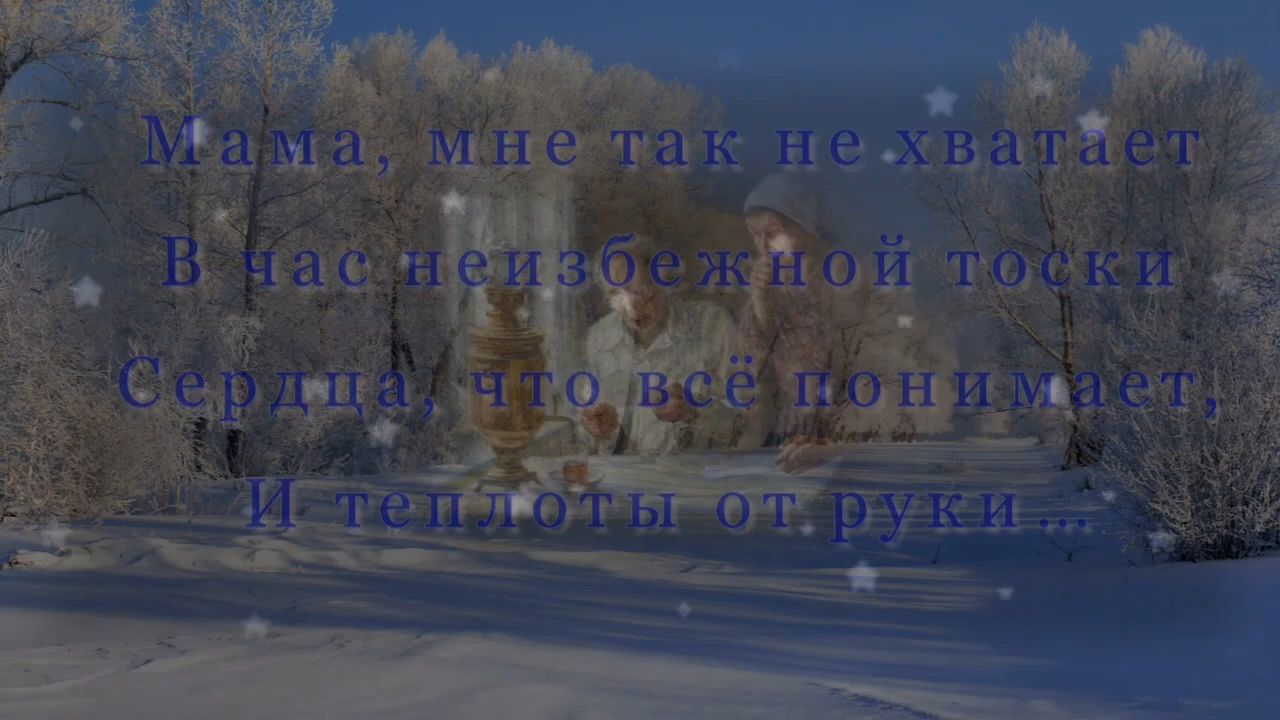 Мама, мне так не хватает
В час неизбежной тоски
Сердца, что всё понимает,
И теплоты от руки...